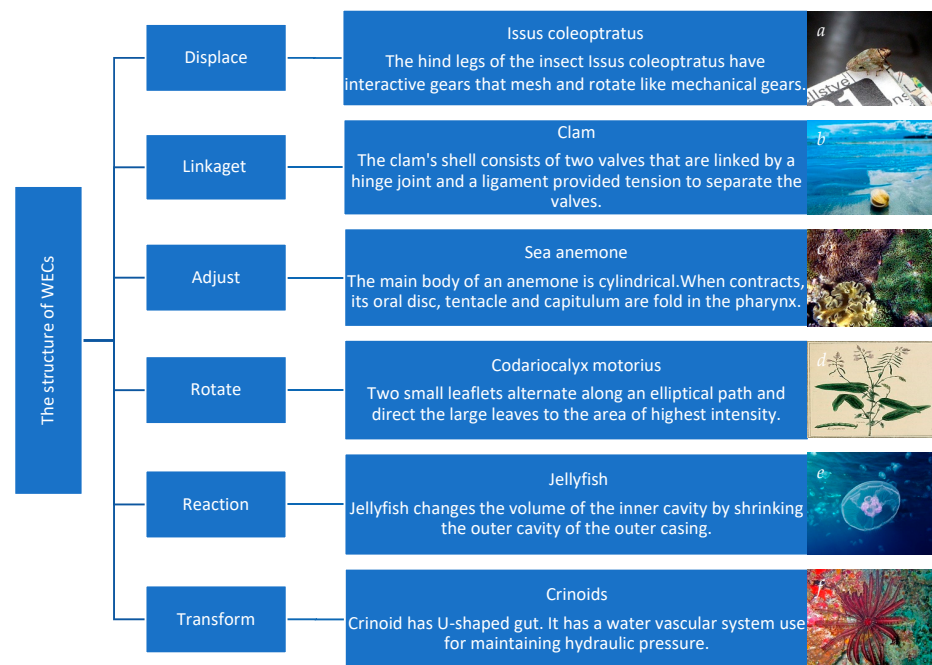 The structure of WECs
Displace
Issus coleoptratus
The hind legs of the insect Issus coleoptratus have
interactive gears that mesh and rotate like mechanical gears.
a
llstvel
ens
Linkaget
Clam
The clam's shell consists of two valves that are linked by a
hinge joint and a ligament provided tension to separate the
valves.
b
Adjust
Sea anemone
The main body of an anemone is cylindrical.When contracts,
its oral disc, tentacle and capitulum are fold in the pharynx.
c
Rotate
Codariocalyx motorius
Two small leaflets alternate along an elliptical path and
direct the large leaves to the area of highest intensity.
d
Reaction
Jellyfish
Jellyfish changes the volume of the inner cavity by shrinking
the outer cavity of the outer casing.
e
Transform
Crinoids
Crinoid has U-shaped gut. It has a water vascular system use
for maintaining hydraulic pressure.
f